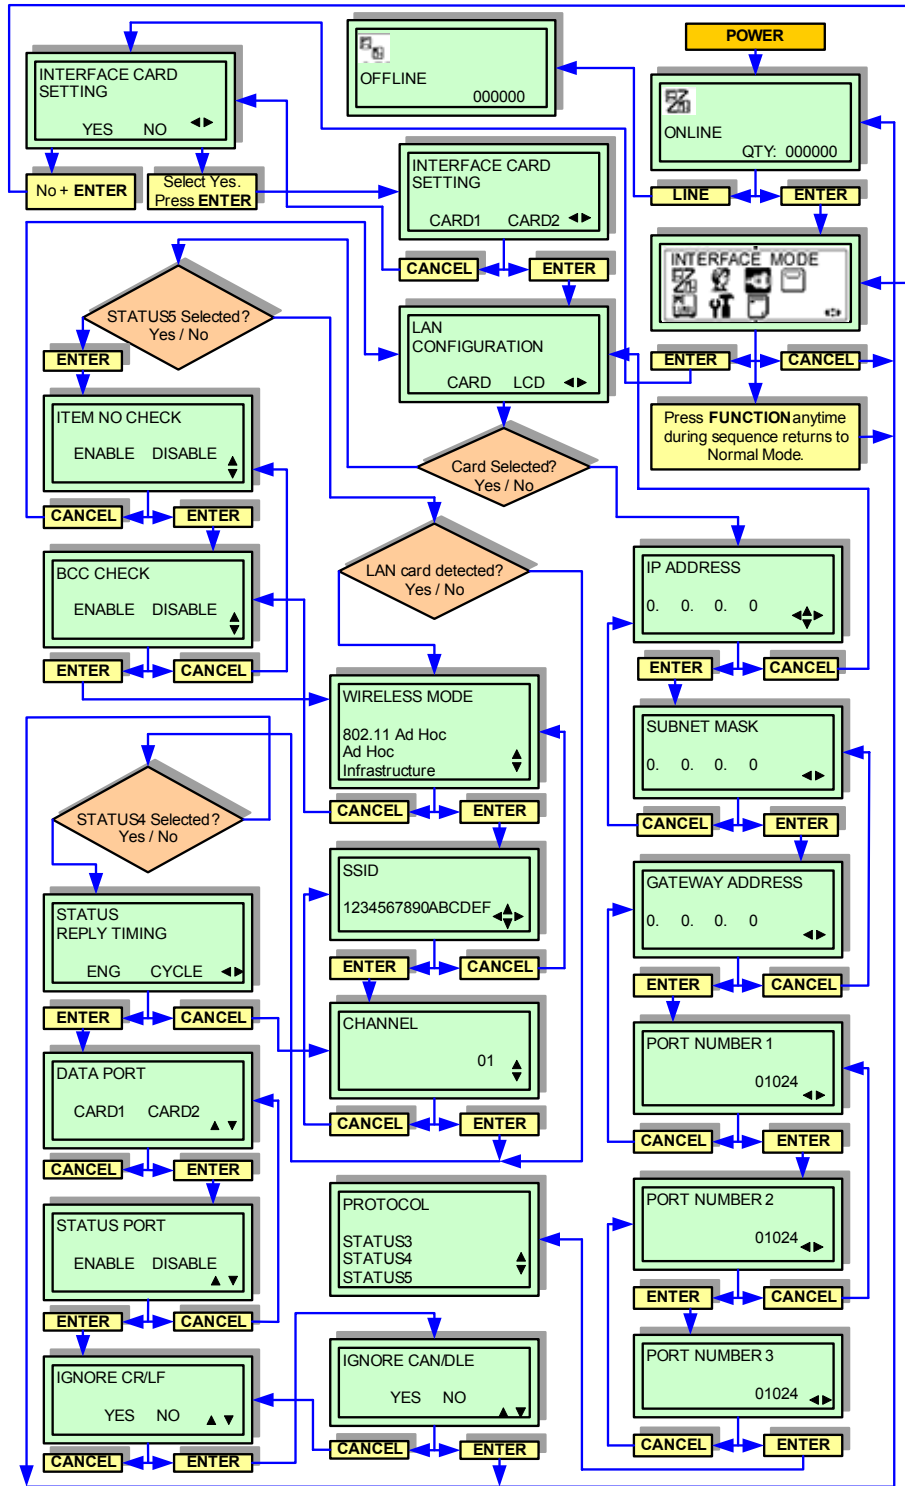 POWER
INTERFACE CARD
SETTING
YES NO
OFFLINE
000000
ONLINE
QTY: 000000
No + ENTER
Select Yes.
Press ENTER
INTERFACE CARD
SETTING
CARD1 CARD2
LINE
ENTER
CANCEL
ENTER
INTERFACE MODE
STATUS5 Selected?
Yes / No
LAN
CONFIGURATION
CARD LCD
ENTER
ENTER
CANCEL
ITEM NO CHECK
ENABLE DISABLE
Press FUNCTION anytime
during sequence returns to
Normal Mode.
Card Selected?
Yes / No
CANCEL
ENTER
BCC CHECK
ENABLE DISABLE
LAN card detected?
Yes / No
IP ADDRESS
0. 0. 0. 0
ENTER
CANCEL
ENTER
CANCEL
WIRELESS MODE
802.11 Ad Hoc
Ad Hoc
Infrastructure
SUBNET MASK
0. 0. 0. 0
STATUS4 Selected?
Yes / No
CANCEL
ENTER
CANCEL
ENTER
SSID
1234567890ABCDEF
GATEWAY ADDRESS
0. 0. 0. 0
STATUS
REPLY TIMING
ENG CYCLE
ENTER
CANCEL
ENTER
CANCEL
ENTER
CANCEL
CHANNEL
01
PORT NUMBER 1
01024
DATA PORT
CARD1 CARD2
CANCEL
ENTER
CANCEL
ENTER
CANCEL
ENTER
STATUS PORT
ENABLE DISABLE
PROTOCOL
STATUS3
STATUS4
STATUS5
PORT NUMBER 2
01024
ENTER
CANCEL
ENTER
CANCEL
IGNORE CR/LF
YES NO
IGNORE CAN/DLE
YES NO
PORT NUMBER 3
01024
CANCEL
ENTER
CANCEL
ENTER
CANCEL
ENTER